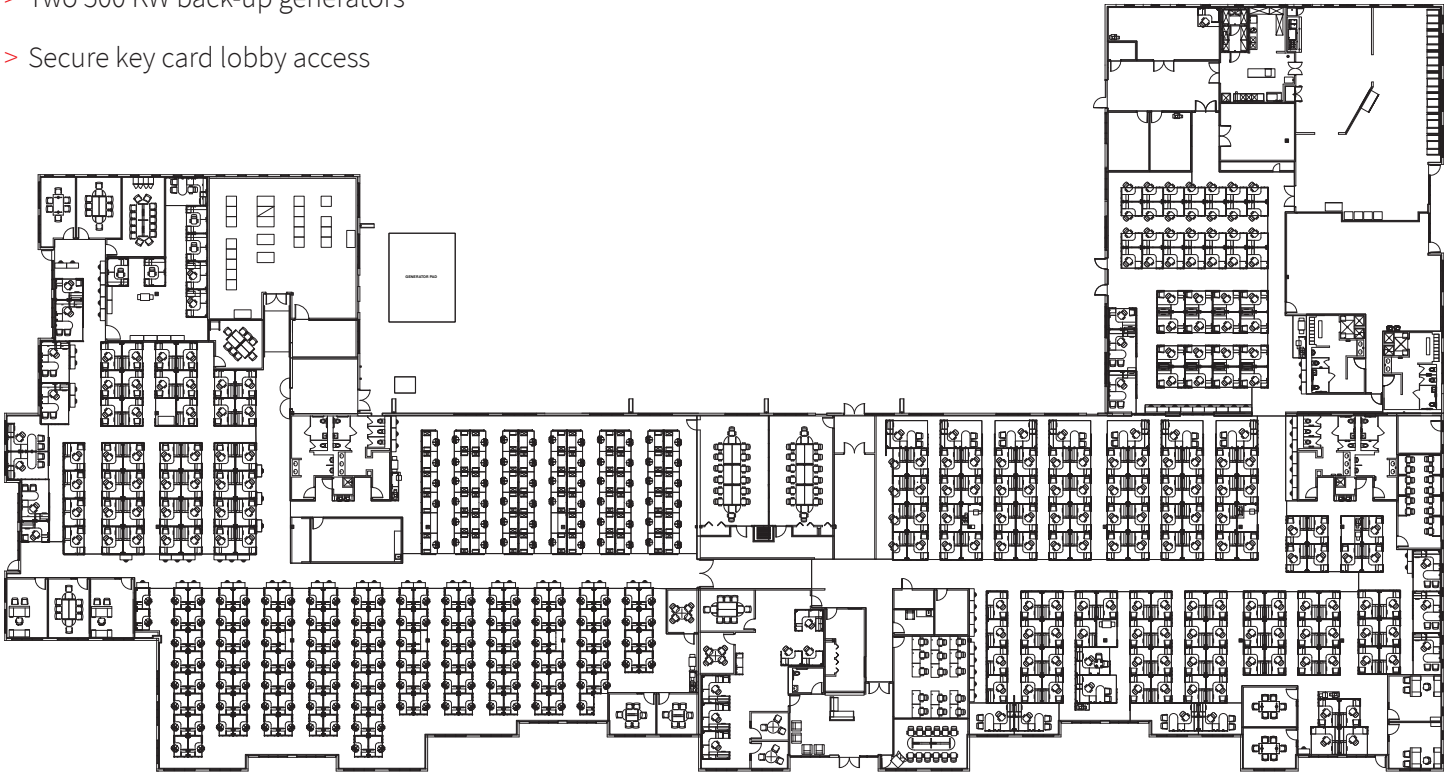 > Two 500 KW back-up generators
> Secure key card lobby access
GENERATOR PAD